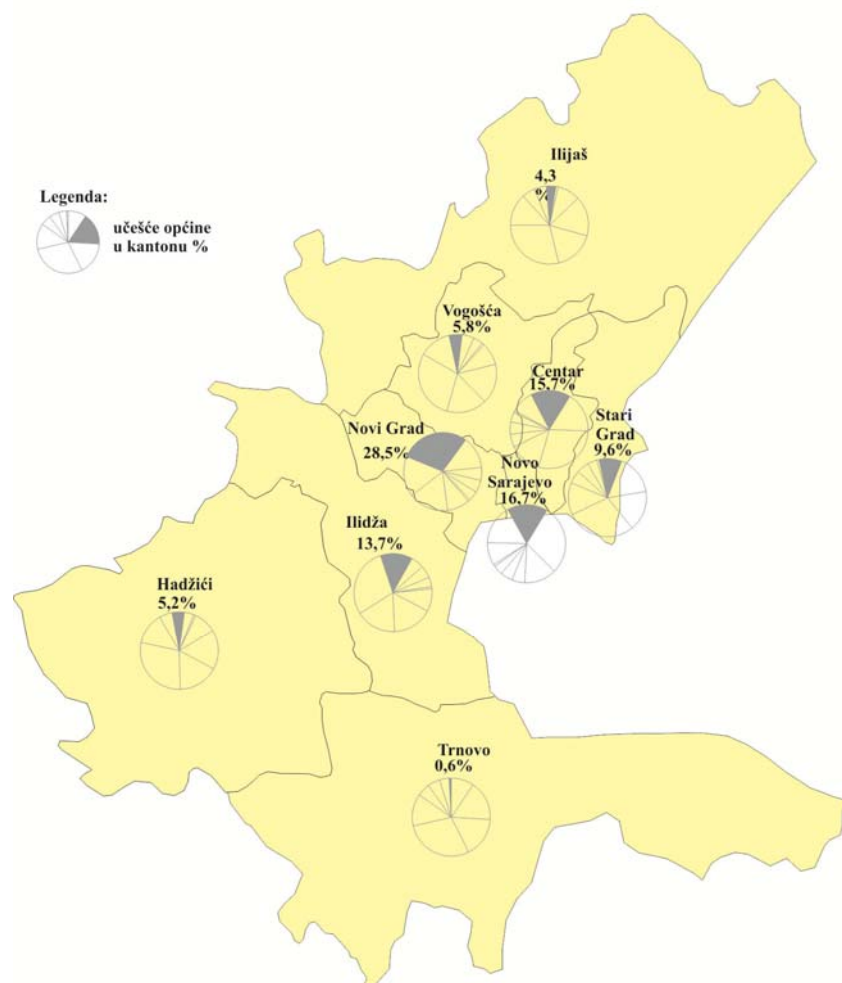 Ilijaš
4,3
%
Legenda:
učešće općine
u kantonu %
Vogošća
5,8%
Centar
15,7%
Stari
Grad
9,6%
Novi Grad
28,5%
Novo
Sarajevo
16,7%
Ilidža
13,7%
Hadžići
5,2%
Trnovo
0,6%